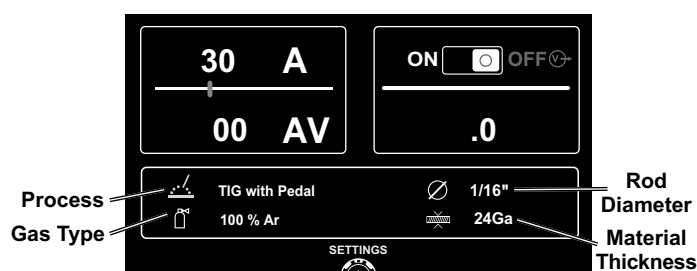 30 A
00 AV
ON OFF V
.0
Process
Gas Type
TIG with Pedal
100 % Ar
1/16"
24Ga
Rod
Diameter
Material
Thickness
SETTINGS